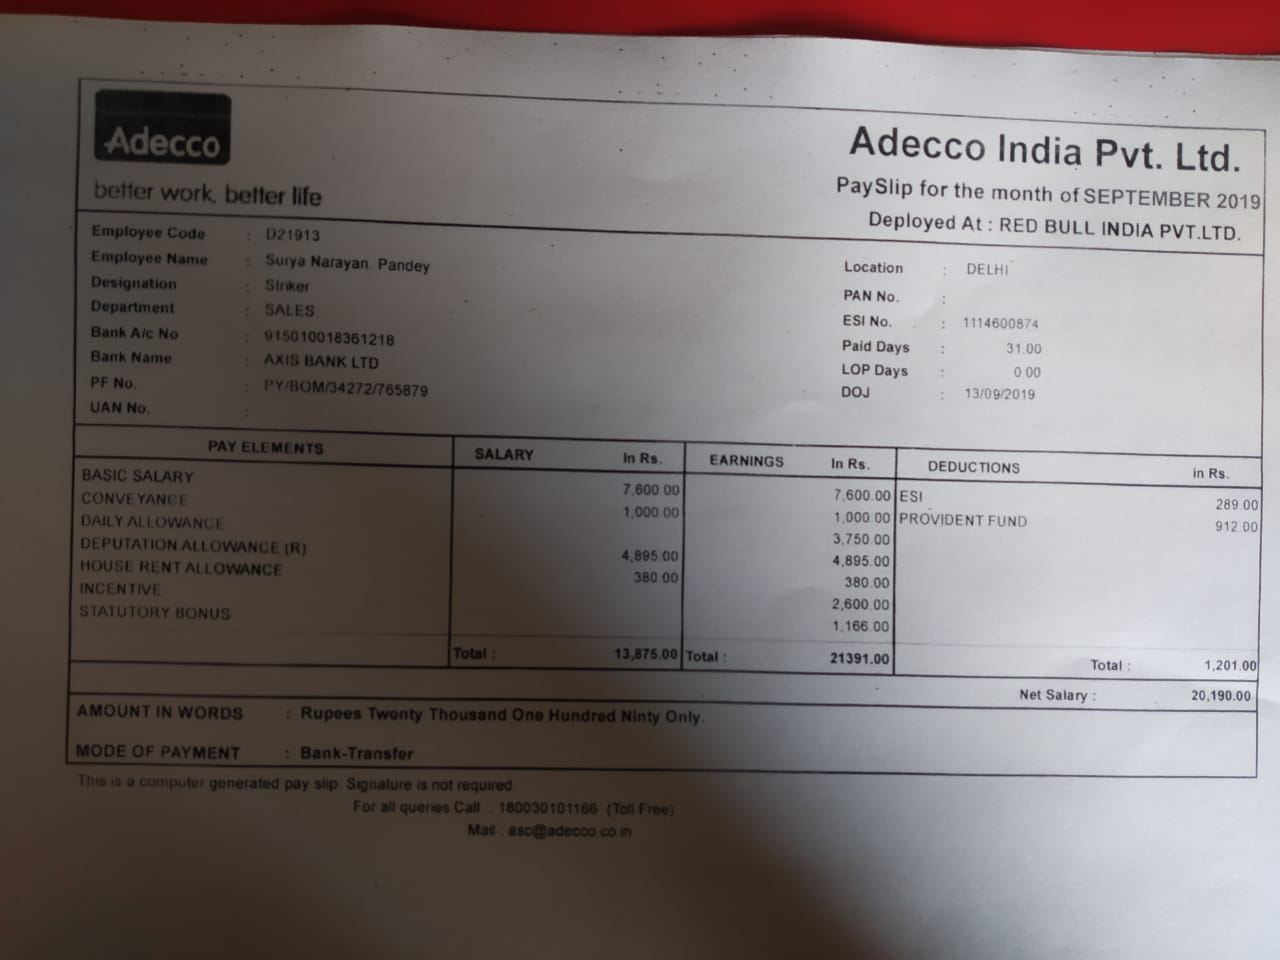 Adecco
better work, better life
Adecco India Pvt. Ltd.
PaySlip for the month of SEPTEMBER 2019
Deployed At : RED BULL INDIA PVT.LTD.
Employee Code : D21913
Employee Name : Surya Narayan. Pandey
Designation : Striker
Department : SALES
Bank A/c No : 915010018361218
Bank Name : AXIS BANK LTD
PF No. : PY/BOM/34272/765879
UAN No. :
Location : DELHI
PAN No. :
ESI No. : 1114600874
Paid Days : 31.00
LOP Days : 0.00
DOJ : 13/09/2019
PAY ELEMENTS SALARY In Rs. EARNINGS In Rs. DEDUCTIONS in Rs.
BASIC SALARY 7,600.00 7,600.00 ESI 289.00
CONVEYANCE 1,000.00 1,000.00 PROVIDENT FUND 912.00
DAILY ALLOWANCE 3,750.00
DEPUTATION ALLOWANCE (R) 4,895.00 4,895.00
HOUSE RENT ALLOWANCE 380.00 380.00
INCENTIVE 2,600.00
STATUTORY BONUS 1,166.00
Total : 13,875.00 Total : 21391.00 Total : 1,201.00
Net Salary : 20,190.00
AMOUNT IN WORDS : Rupees Twenty Thousand One Hundred Ninty Only.
MODE OF PAYMENT : Bank-Transfer
This is a computer generated pay slip. Signature is not required.
For all queries Call : 180030101166 (Toll Free)
Mail : asc@adecco.co.in